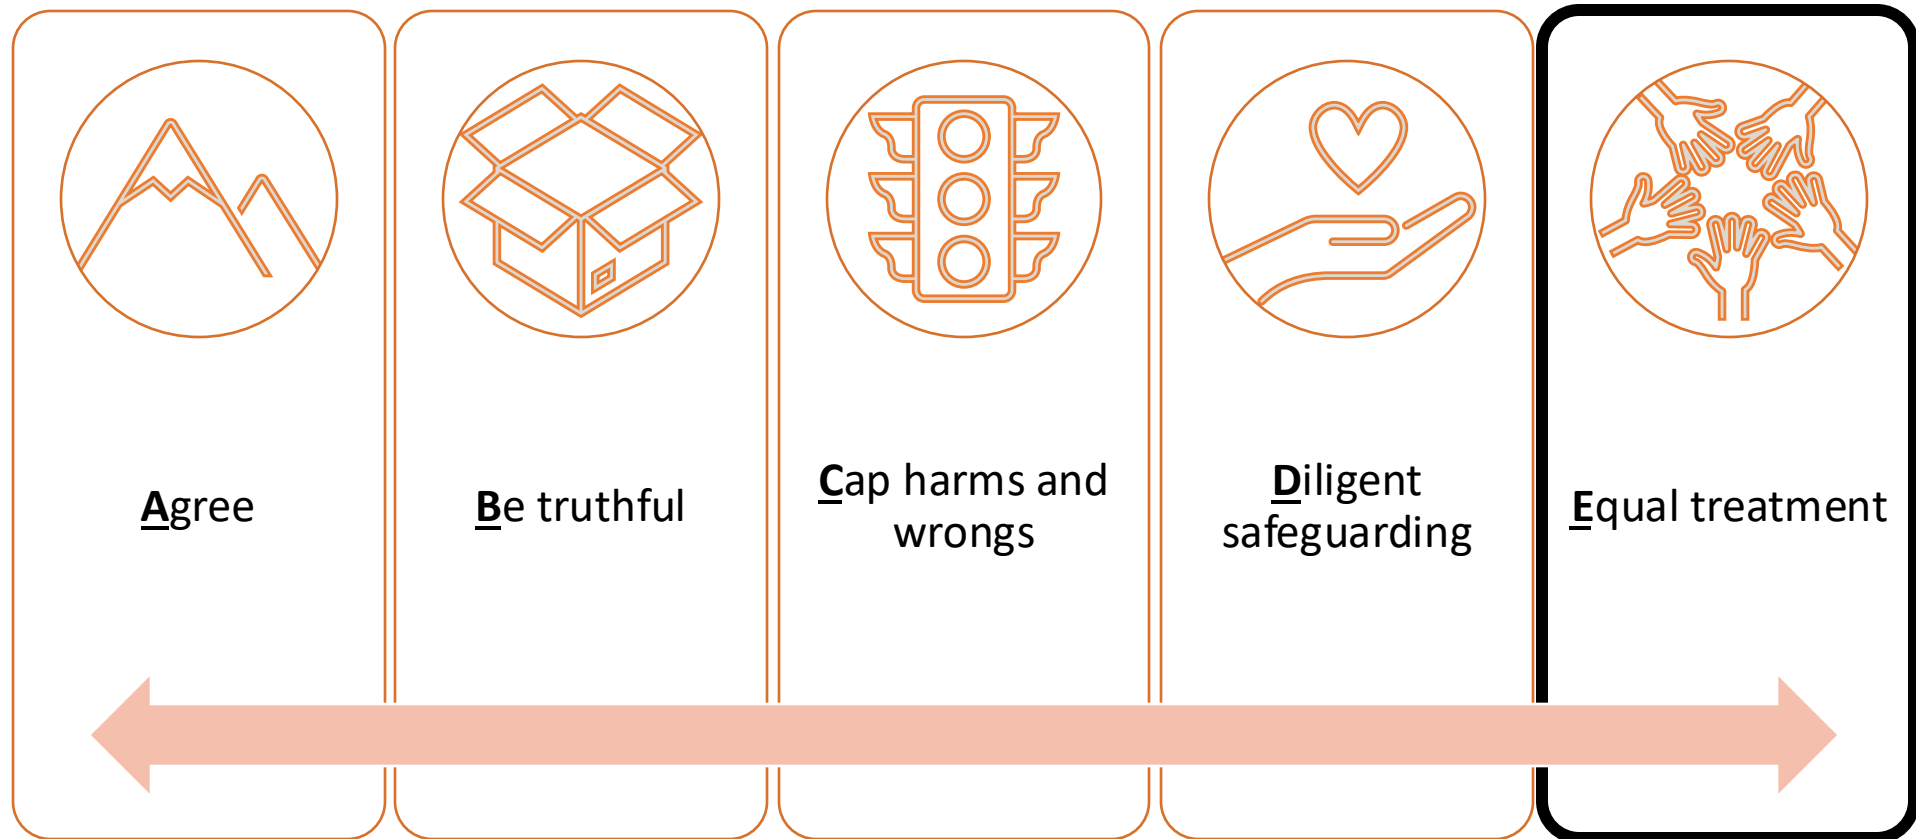 Agree
Be truthful
Cap harms and
wrongs
Diligent
safeguarding
Equal treatment